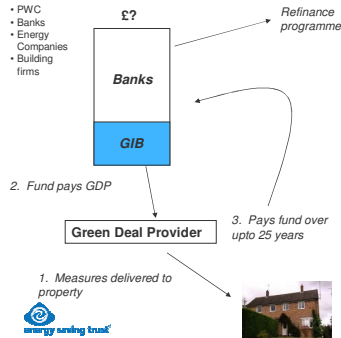 • PWC
• Banks
• Energy
Companies
• Building
firms
£?
Refinance
programme
Banks
GIB
2. Fund pays GDP
Green Deal Provider
3. Pays fund over
upto 25 years
1. Measures delivered to
property
energy saving trust